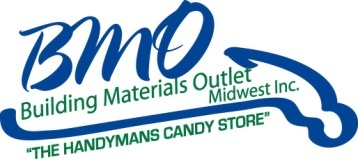 BMO
Building Materials Outlet
Midwest Inc.
"THE HANDYMANS CANDY STORE"